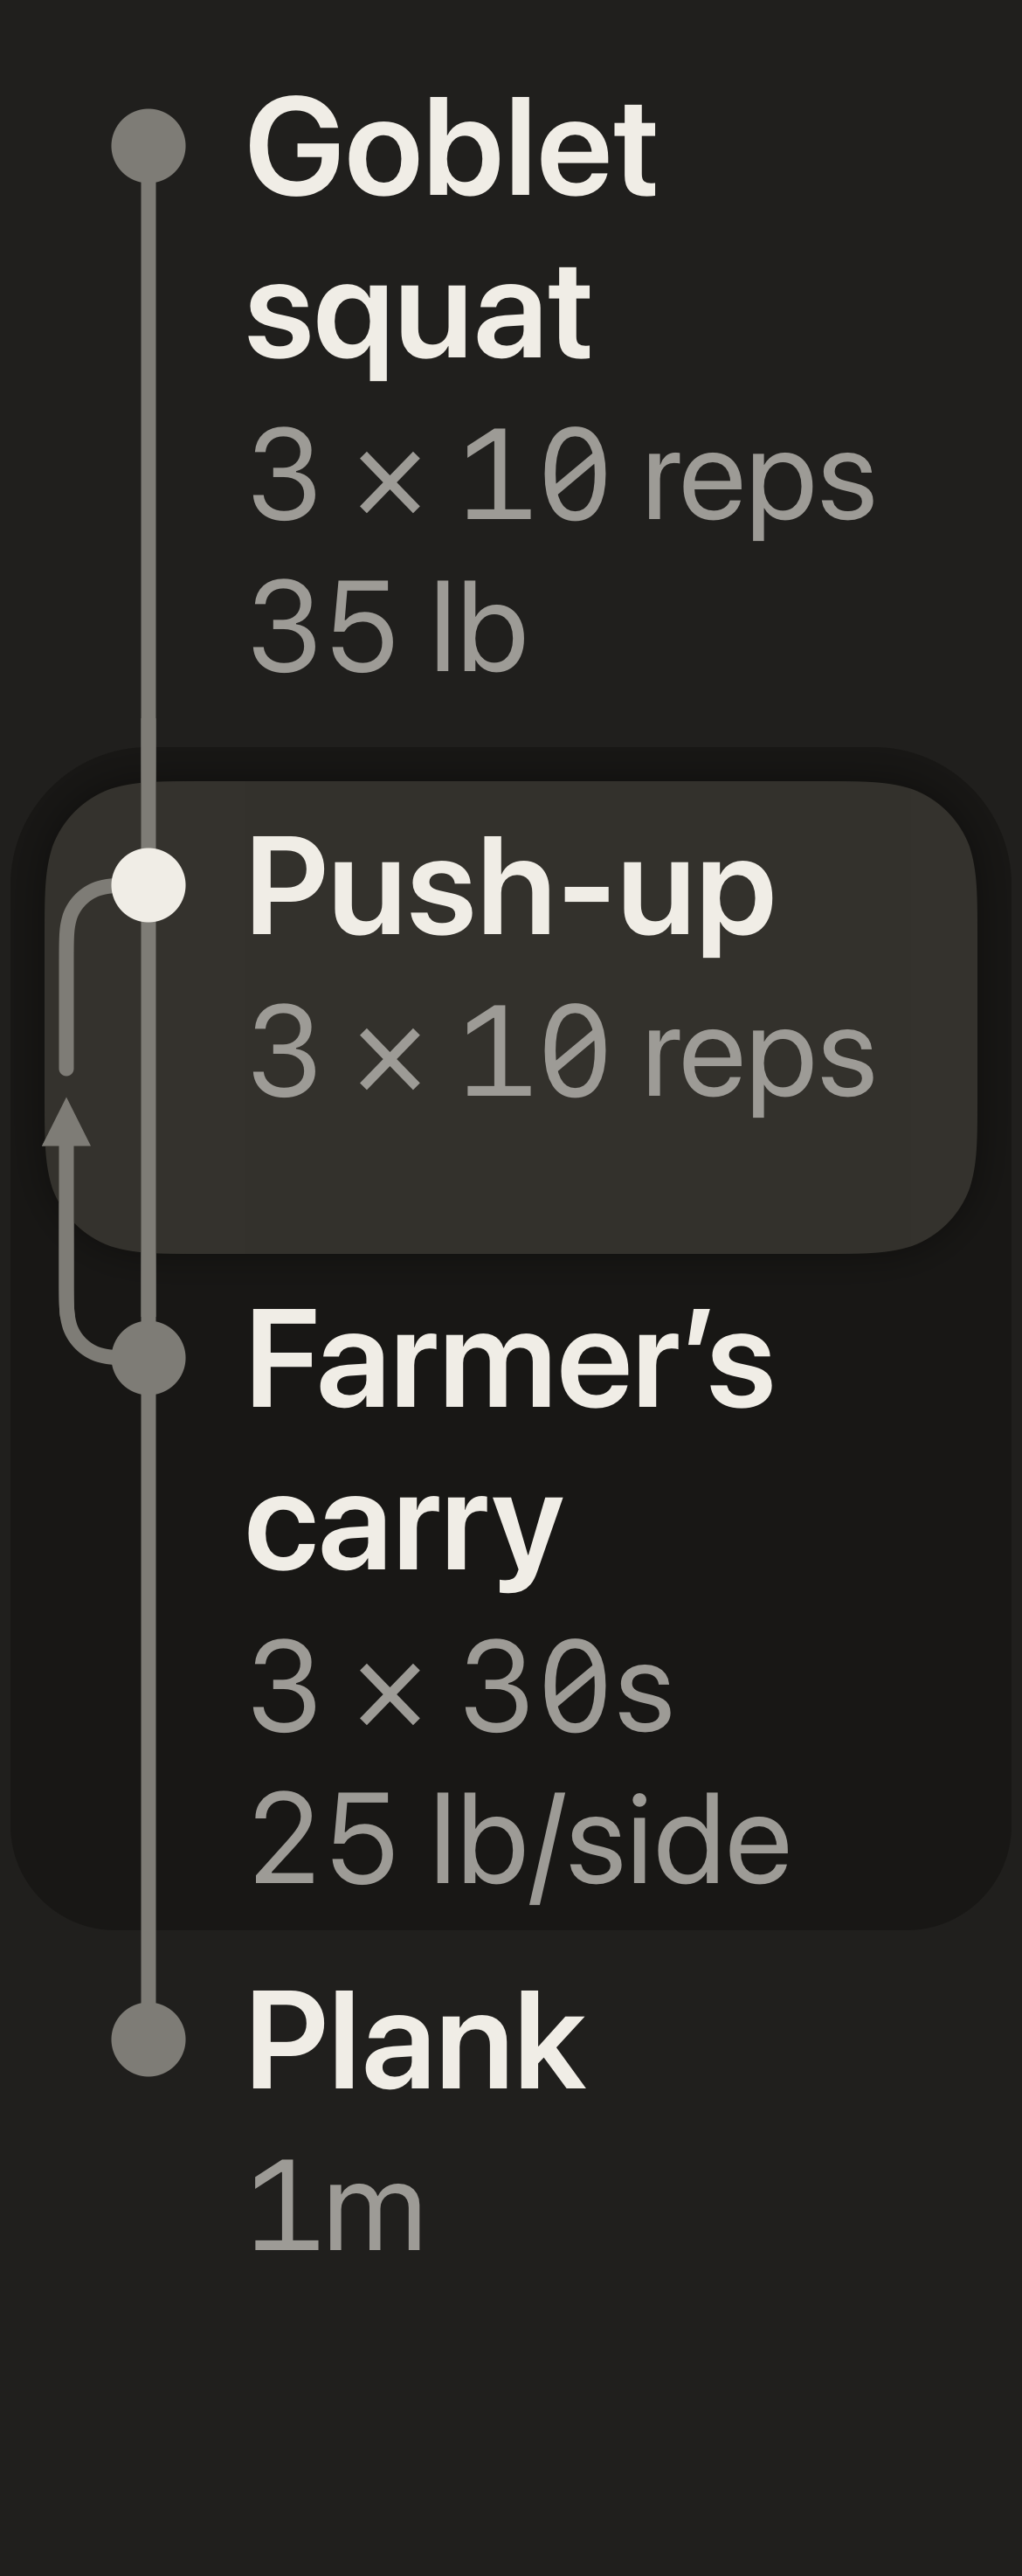 Goblet
squat
3 × 10 reps
35 lb
Push-up
3 × 10 reps
Farmer’s
carry
3 × 30s
25 lb/side
Plank
1m